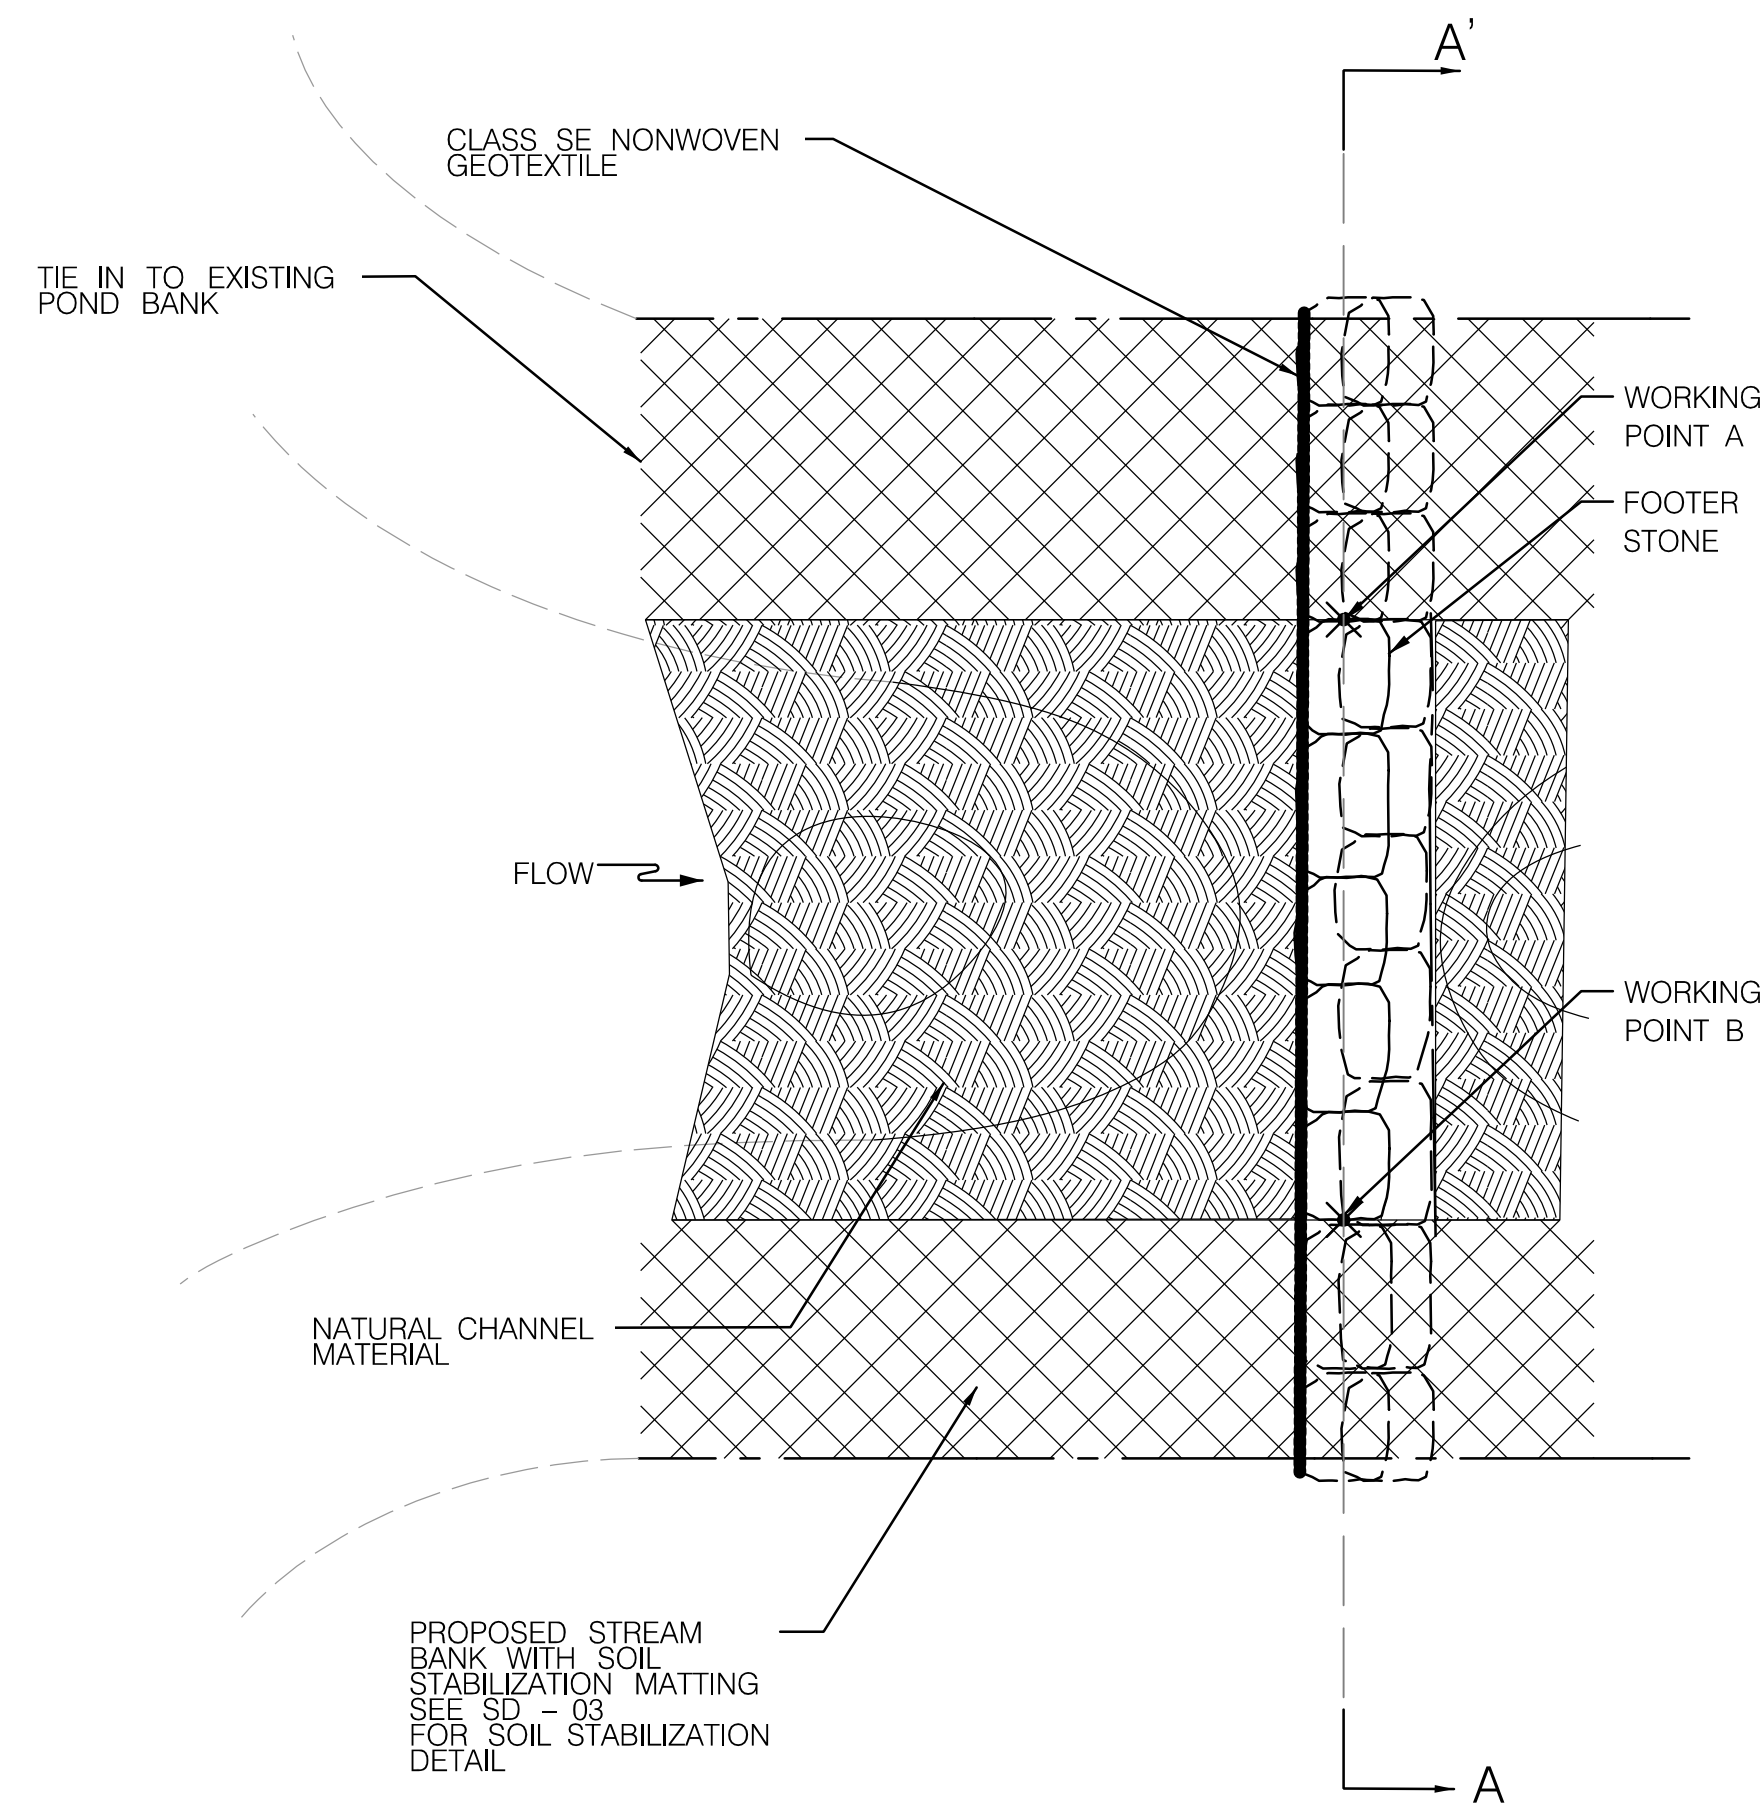 A'
CLASS SE NONWOVEN
GEOTEXTILE
TIE IN TO EXISTING
POND BANK
WORKING
POINT A
FOOTER
STONE
FLOW
WORKING
POINT B
NATURAL CHANNEL
MATERIAL
PROPOSED STREAM
BANK WITH SOIL
STABILIZATION MATTING
SEE SD - 03
FOR SOIL STABILIZATION
DETAIL
A